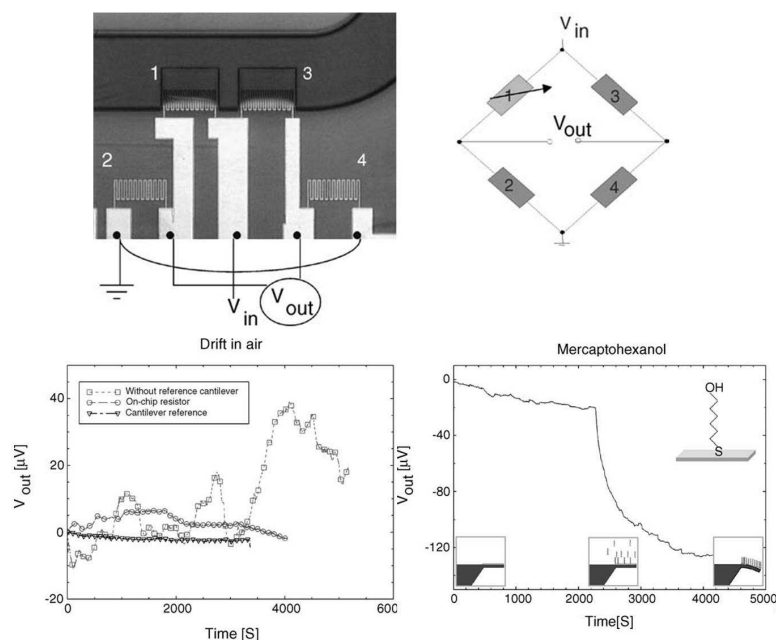 1
3
2
4
V in
V out
V in
1
3
V out
2
4
Drift in air
40
20
0
-20
V out [µV]
Without reference cantilever
On-chip resistor
Cantilever reference
0
2000
4000
600
Time [S]
Mercaptohexanol
0
-40
-80
-120
V out [µV]
OH
S
0
1000
2000
3000
4000
5000
Time[S]